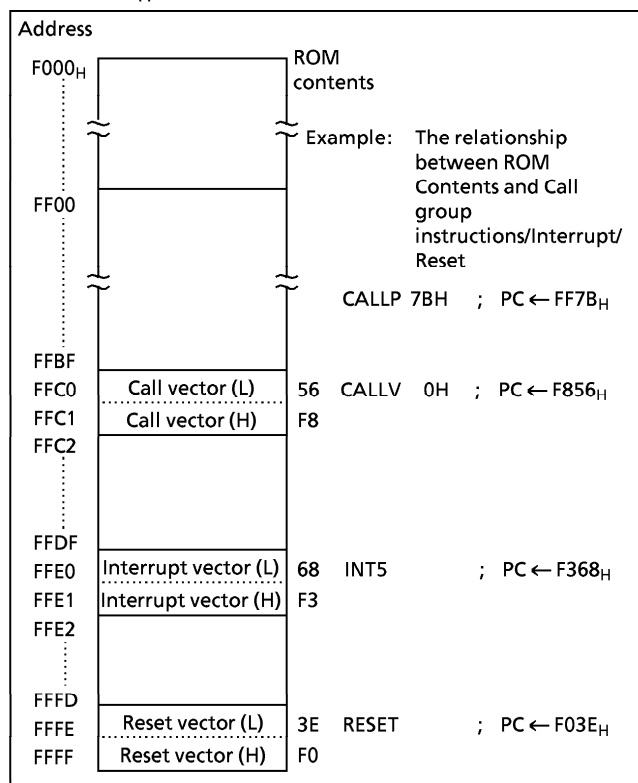 Address
F000H
ROM
contents
Example: The relationship
between ROM
Contents and Call
group
instructions/Interrupt/
Reset
FF00
CALLP 7BH ; PC ← FF7BH
FFBF
FFC0 Call vector (L) 56 CALLV 0H ; PC ← F856H
FFC1 Call vector (H) F8
FFC2
FFDF
FFE0 Interrupt vector (L) 68 INT5 ; PC ← F368H
FFE1 Interrupt vector (H) F3
FFE2
FFFD
FFFE Reset vector (L) 3E RESET ; PC ← F03EH
FFFF Reset vector (H) F0